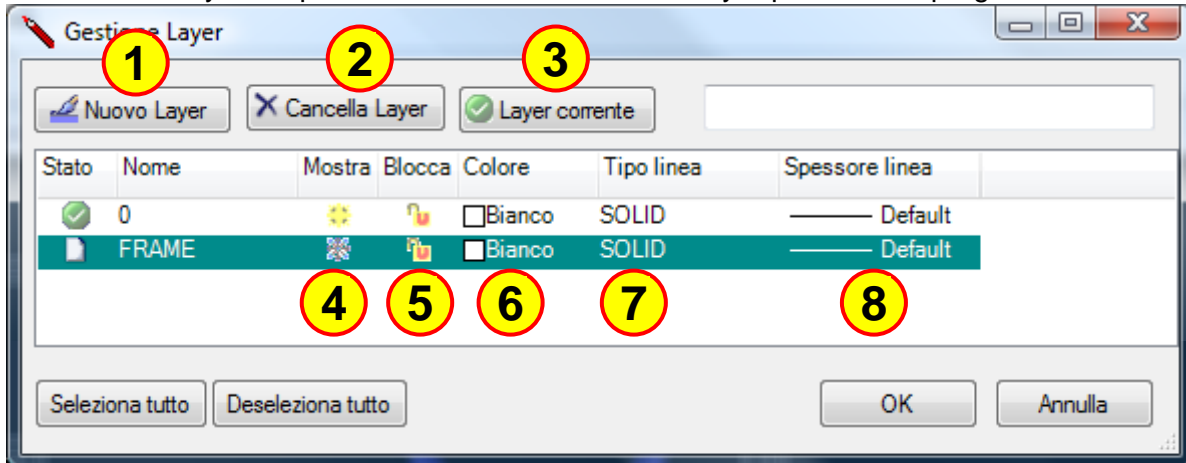 Gestione Layer
1 2 3
Nuovo Layer Cancella Layer Layer corrente
Stato Nome Mostra Blocca Colore Tipo linea Spessore linea
0 Bianco SOLID Default
FRAME Bianco SOLID Default
4 5 6 7 8
Seleziona tutto Deseleziona tutto OK Annulla